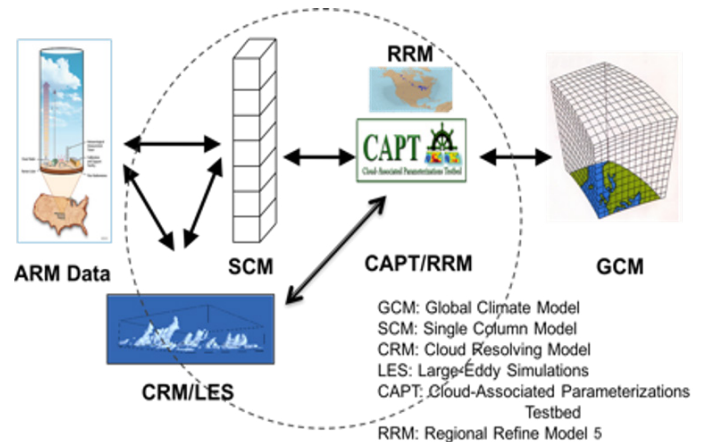 RRM
CAPT
Cloud-Associated Parameterizations Testbed
ARM Data
SCM
CAPT/RRM
GCM
CRM/LES
GCM: Global Climate Model
SCM: Single Column Model
CRM: Cloud Resolving Model
LES: Large-Eddy Simulations
CAPT: Cloud-Associated Parameterizations
Testbed
RRM: Regional Refine Model 5